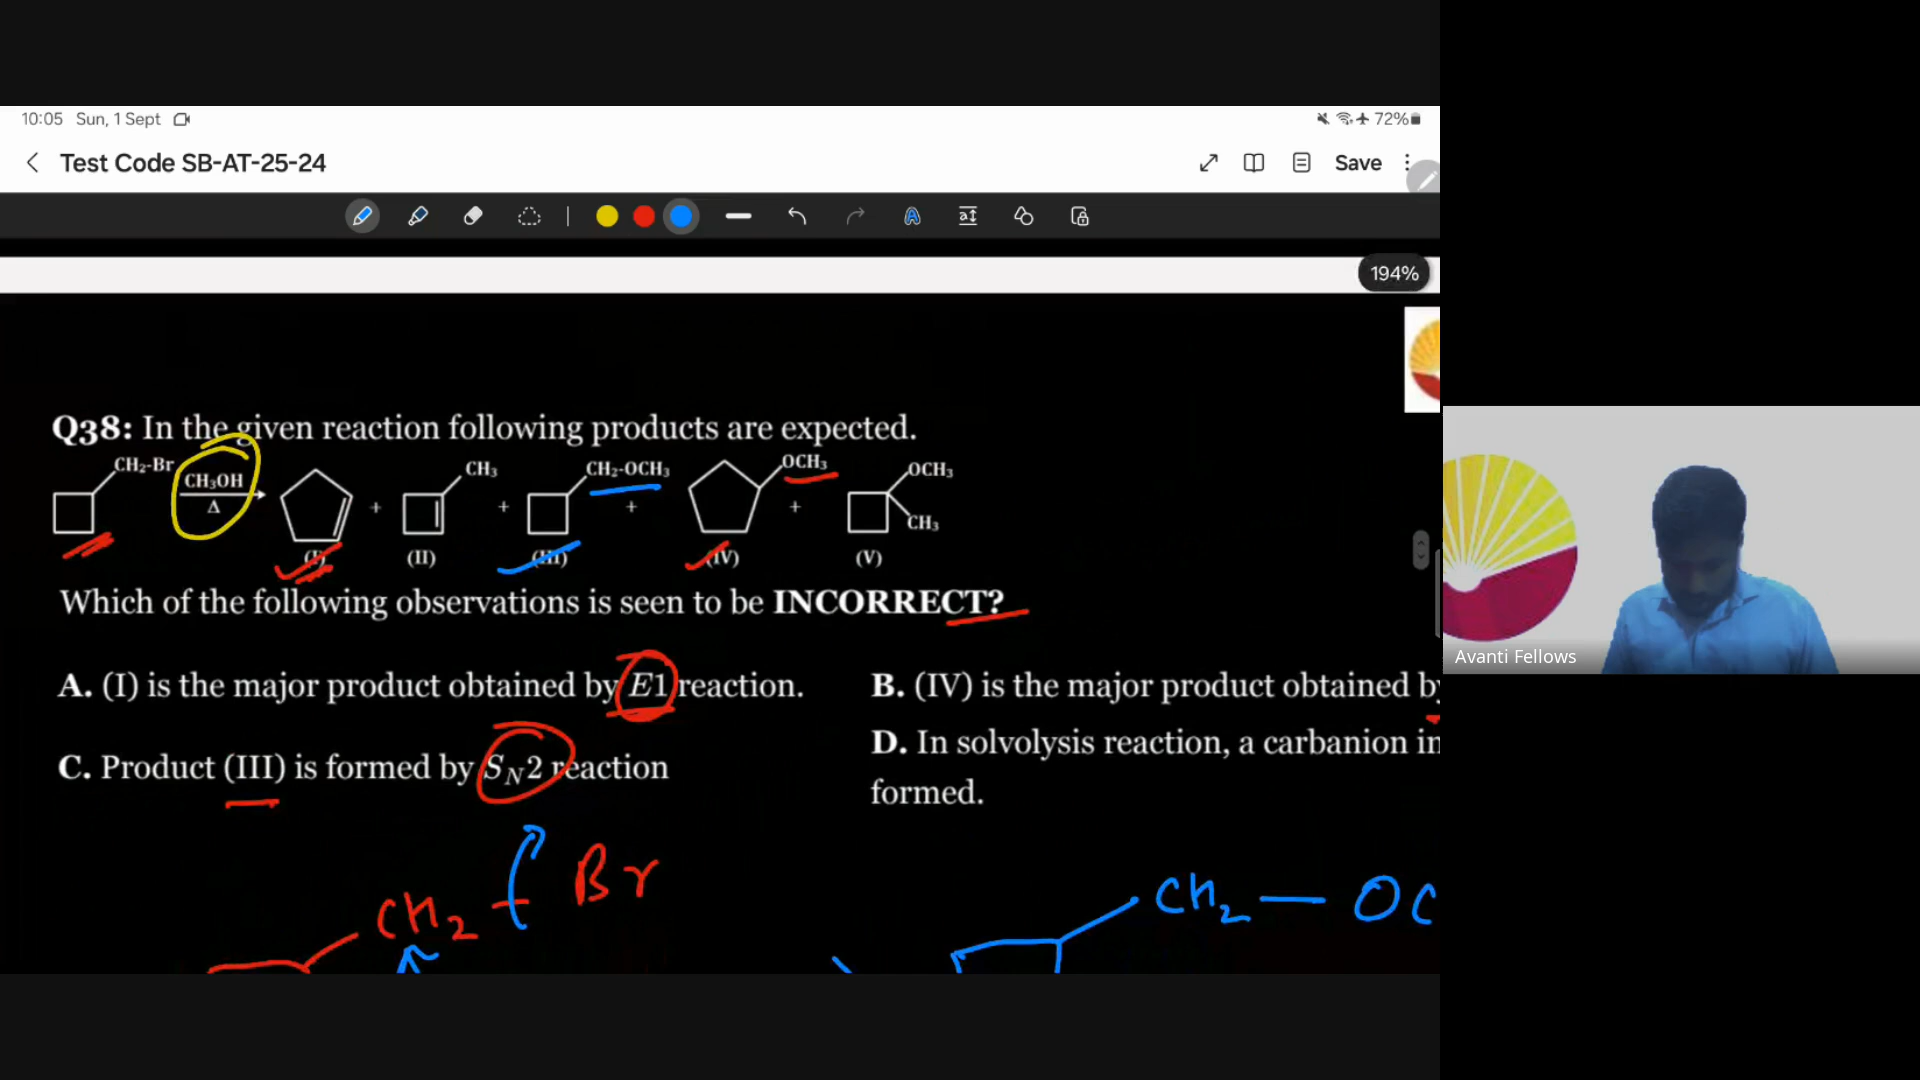 10:05 Sun, 1 Sept 72%
Test Code SB-AT-25-24
Save
194%
Q38: In the given reaction following products are expected.
CH₂-Br CH₃OH Δ + CH₃ + CH₂-OCH₃ + OCH₃ + OCH₃ CH₃
(I) (II) (III) (IV) (V)
Which of the following observations is seen to be INCORRECT?
A. (I) is the major product obtained by E1 reaction.
B. (IV) is the major product obtained by
C. Product (III) is formed by S_N2 reaction
D. In solvolysis reaction, a carbanion in
formed.
CH₂ Br
CH₂ — OC
Avanti Fellows